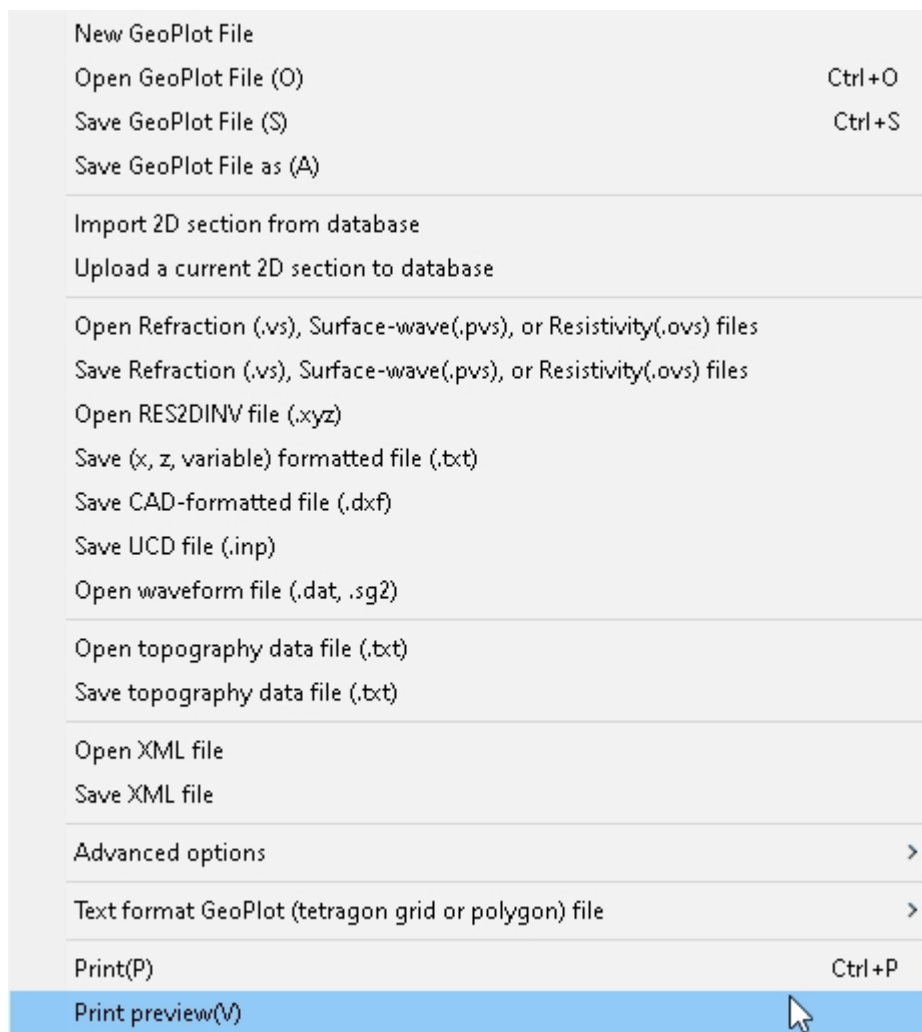 New GeoPlot File
Open GeoPlot File (O) Ctrl+O
Save GeoPlot File (S) Ctrl+S
Save GeoPlot File as (A)
Import 2D section from database
Upload a current 2D section to database
Open Refraction (.vs), Surface-wave(.pvs), or Resistivity(.ovs) files
Save Refraction (.vs), Surface-wave(.pvs), or Resistivity(.ovs) files
Open RES2DINV file (.xyz)
Save (x, z, variable) formatted file (.txt)
Save CAD-formatted file (.dxf)
Save UCD file (.inp)
Open waveform file (.dat, .sg2)
Open topography data file (.txt)
Save topography data file (.txt)
Open XML file
Save XML file
Advanced options
Text format GeoPlot (tetragon grid or polygon) file
Print(P) Ctrl+P
Print preview(V)